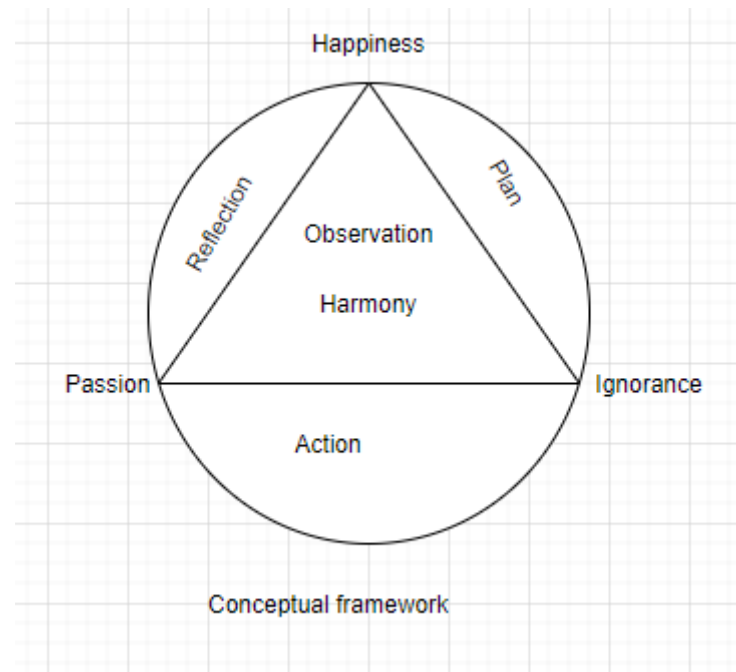 Happiness
Reflection
Plan
Observation
Harmony
Passion
Ignorance
Action
Conceptual framework